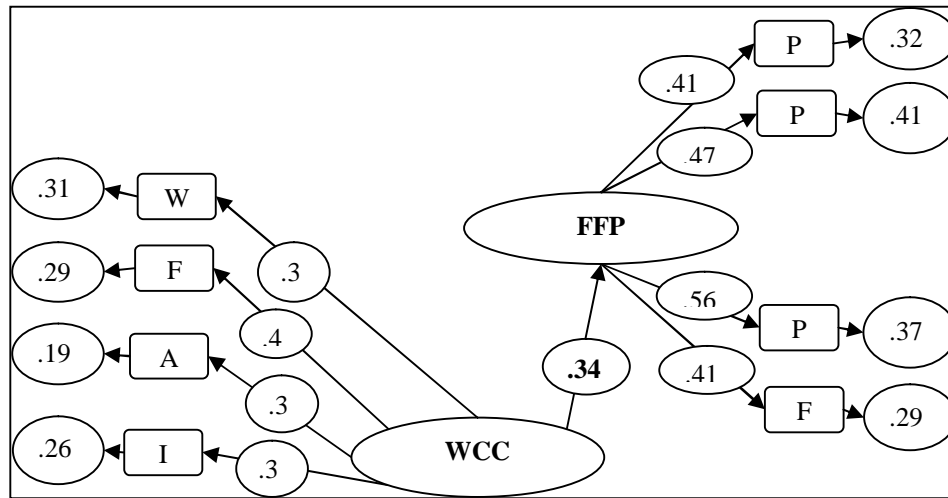 P .32
.41
P .41
.47
.31 W
FFP
.29 F .3
.56
.4 P .37
.19 A .34 .41
.3 F .29
WCC
.26 I .3